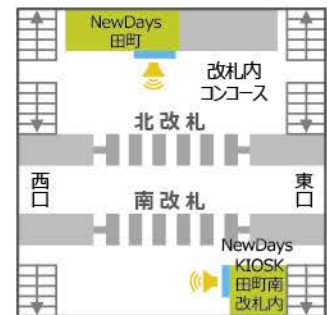 NewDays
田町
改札内
コンコース
北改札
西口
南改札
東口
NewDays
KIOSK
田町南
改札内